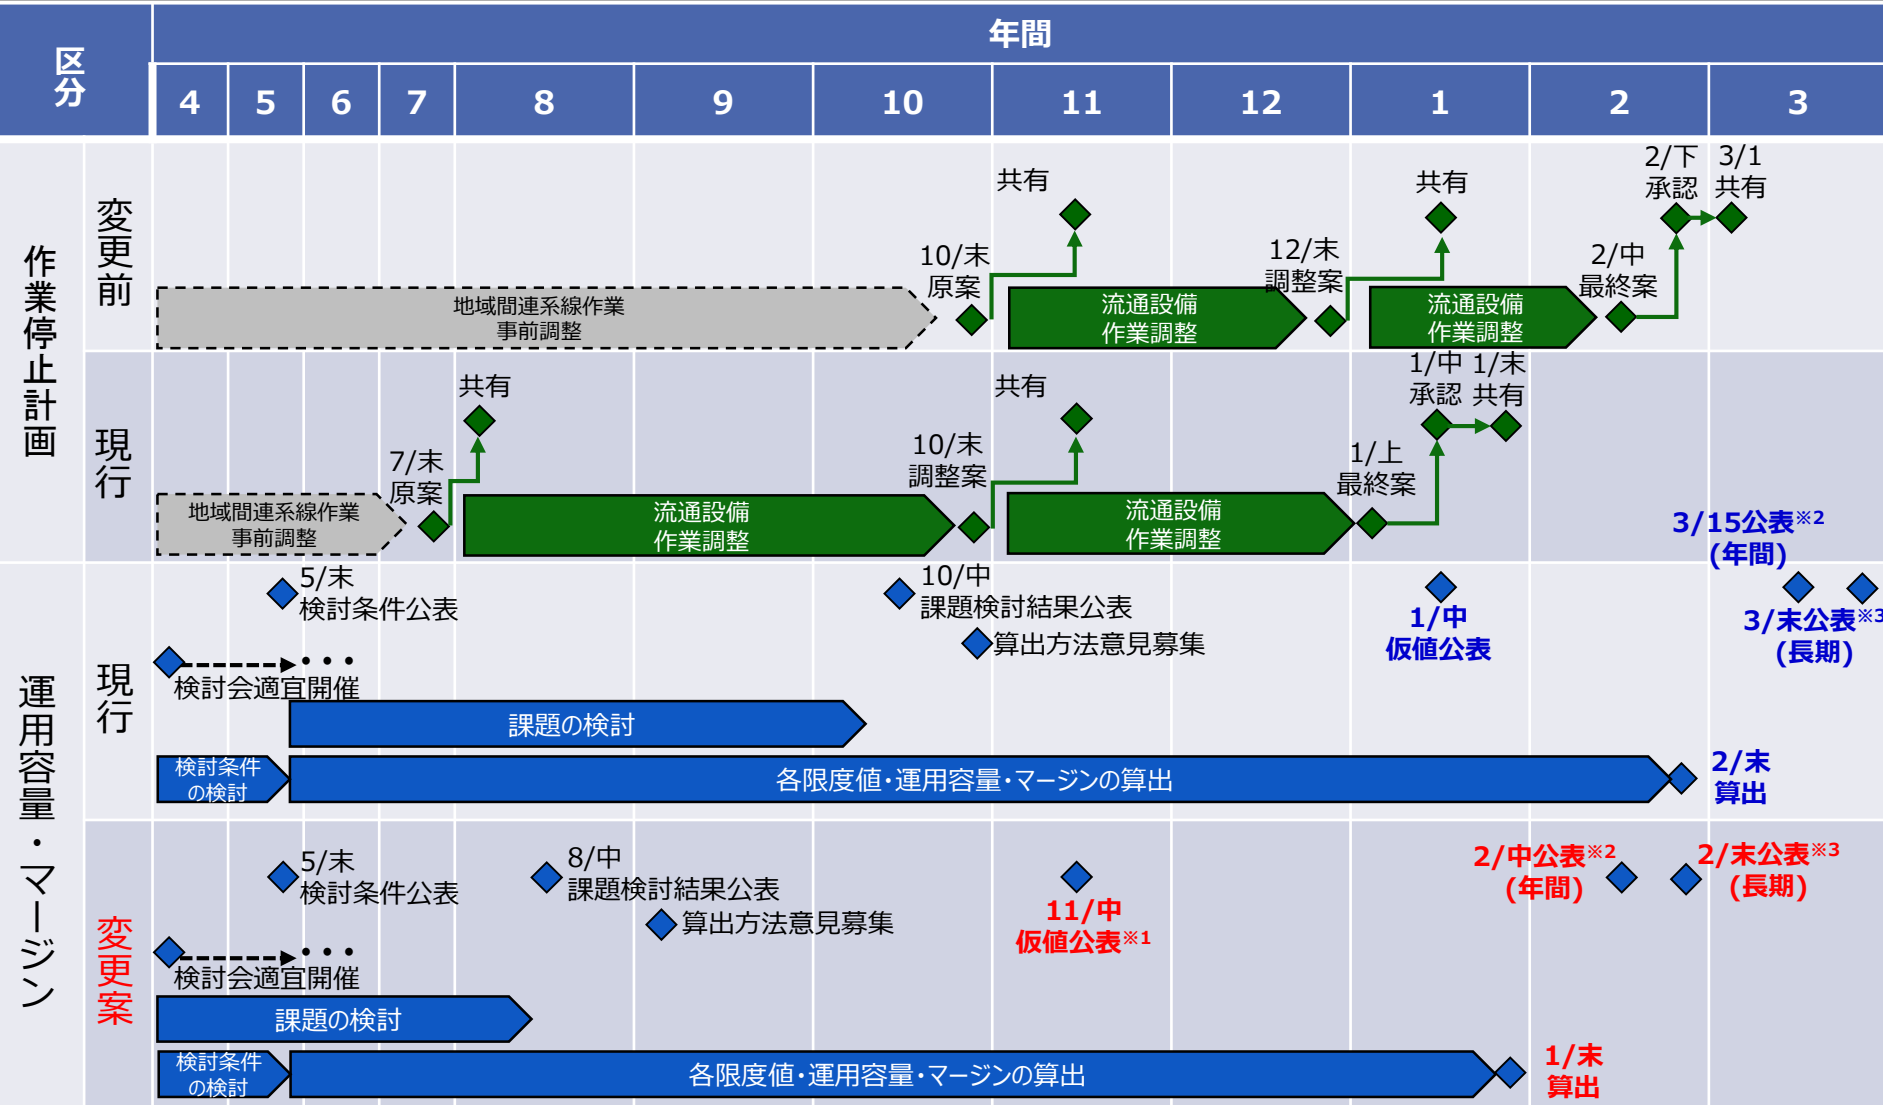 区分
年間
4 5 6 7 8 9 10 11 12 1 2 3
作業停止計画
変更前
地域間連系線作業
事前調整
10/末
原案
共有
流通設備
作業調整
12/末
調整案
共有
流通設備
作業調整
2/中
最終案
2/下
承認
3/1
共有
現行
地域間連系線作業
事前調整
7/末
原案
共有
流通設備
作業調整
10/末
調整案
共有
流通設備
作業調整
1/上
最終案
1/中
承認
1/末
共有
運用容量・マージン
現行
5/末
検討条件公表
10/中
課題検討結果公表
算出方法意見募集
1/中
仮値公表
3/15公表※2
(年間)
3/末公表※3
(長期)
・・・
検討会適宜開催
課題の検討
検討条件
の検討
各限度値・運用容量・マージンの算出
2/末
算出
変更案
5/末
検討条件公表
8/中
課題検討結果公表
算出方法意見募集
11/中
仮値公表※1
2/中公表※2
(年間)
2/末公表※3
(長期)
・・・
検討会適宜開催
課題の検討
検討条件
の検討
各限度値・運用容量・マージンの算出
1/末
算出